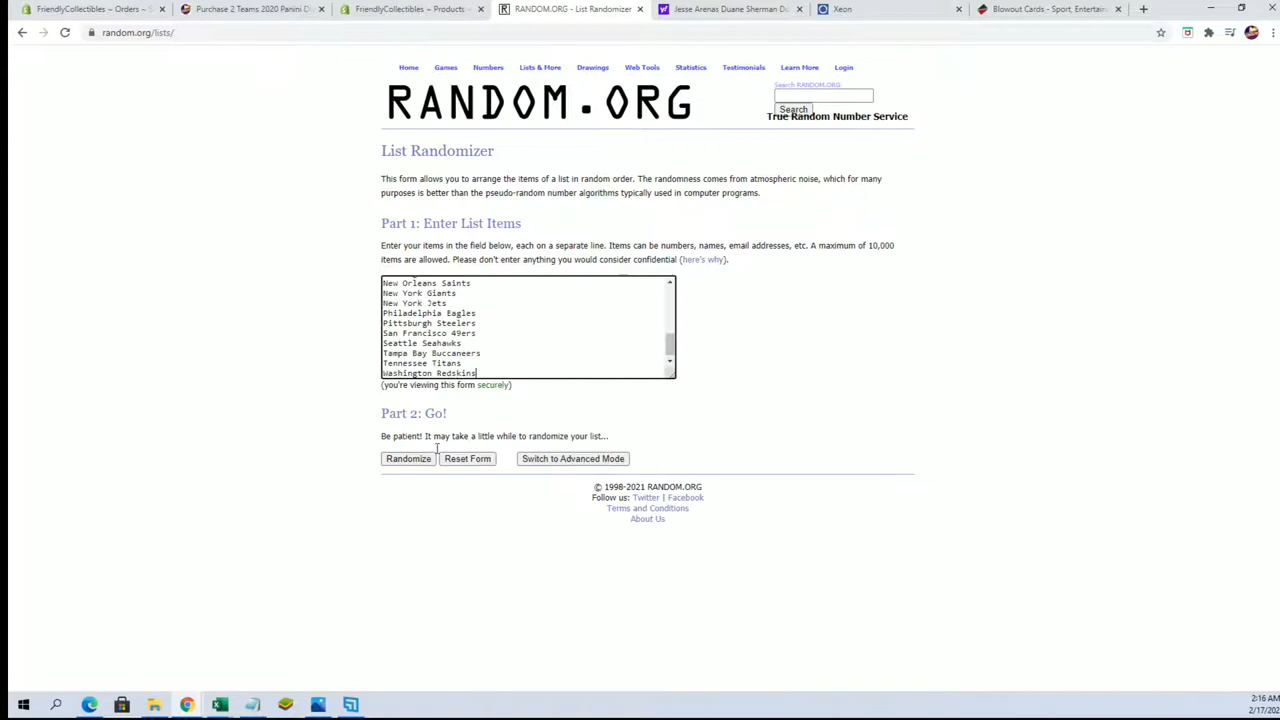 FriendlyCollectibles ~ Orders ~ S
Purchase 2 Teams 2020 Panini D
FriendlyCollectibles ~ Products ~
RANDOM.ORG - List Randomizer
Jesse Arenas Duane Sherman Du
Xeon
Blowout Cards - Sport, Entertain
random.org/lists/
Home Games Numbers Lists & More Drawings Web Tools Statistics Testimonials Learn More Login
RANDOM.ORG
Search RANDOM.ORG
Search
True Random Number Service
List Randomizer
This form allows you to arrange the items of a list in random order. The randomness comes from atmospheric noise, which for many
purposes is better than the pseudo-random number algorithms typically used in computer programs.
Part 1: Enter List Items
Enter your items in the field below, each on a separate line. Items can be numbers, names, email addresses, etc. A maximum of 10,000
items are allowed. Please don't enter anything you would consider confidential (here's why).
New Orleans Saints
New York Giants
New York Jets
Philadelphia Eagles
Pittsburgh Steelers
San Francisco 49ers
Seattle Seahawks
Tampa Bay Buccaneers
Tennessee Titans
Washington Redskins
(you're viewing this form securely)
Part 2: Go!
Be patient! It may take a little while to randomize your list...
Randomize Reset Form Switch to Advanced Mode
© 1998-2021 RANDOM.ORG
Follow us: Twitter | Facebook
Terms and Conditions
About Us
2:16 AM
2/17/202